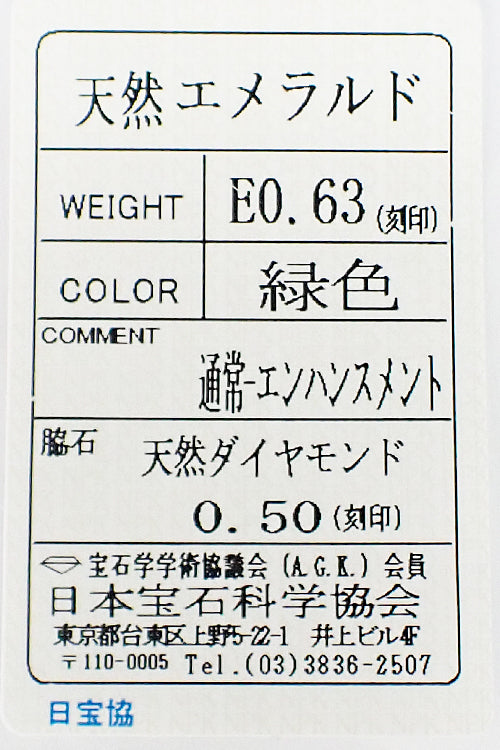 天然エメラルド
WEIGHT E0.63(刻印)
COLOR 緑色
COMMENT
通常-エンハンスメント
脇石 天然ダイヤモンド
0.50(刻印)
宝石学学術協議会(A.G.K.)会員
日本宝石科学協会
東京都台東区上野5-22-1 井上ビル4F
〒110-0005 Tel.(03)3836-2507
日宝協